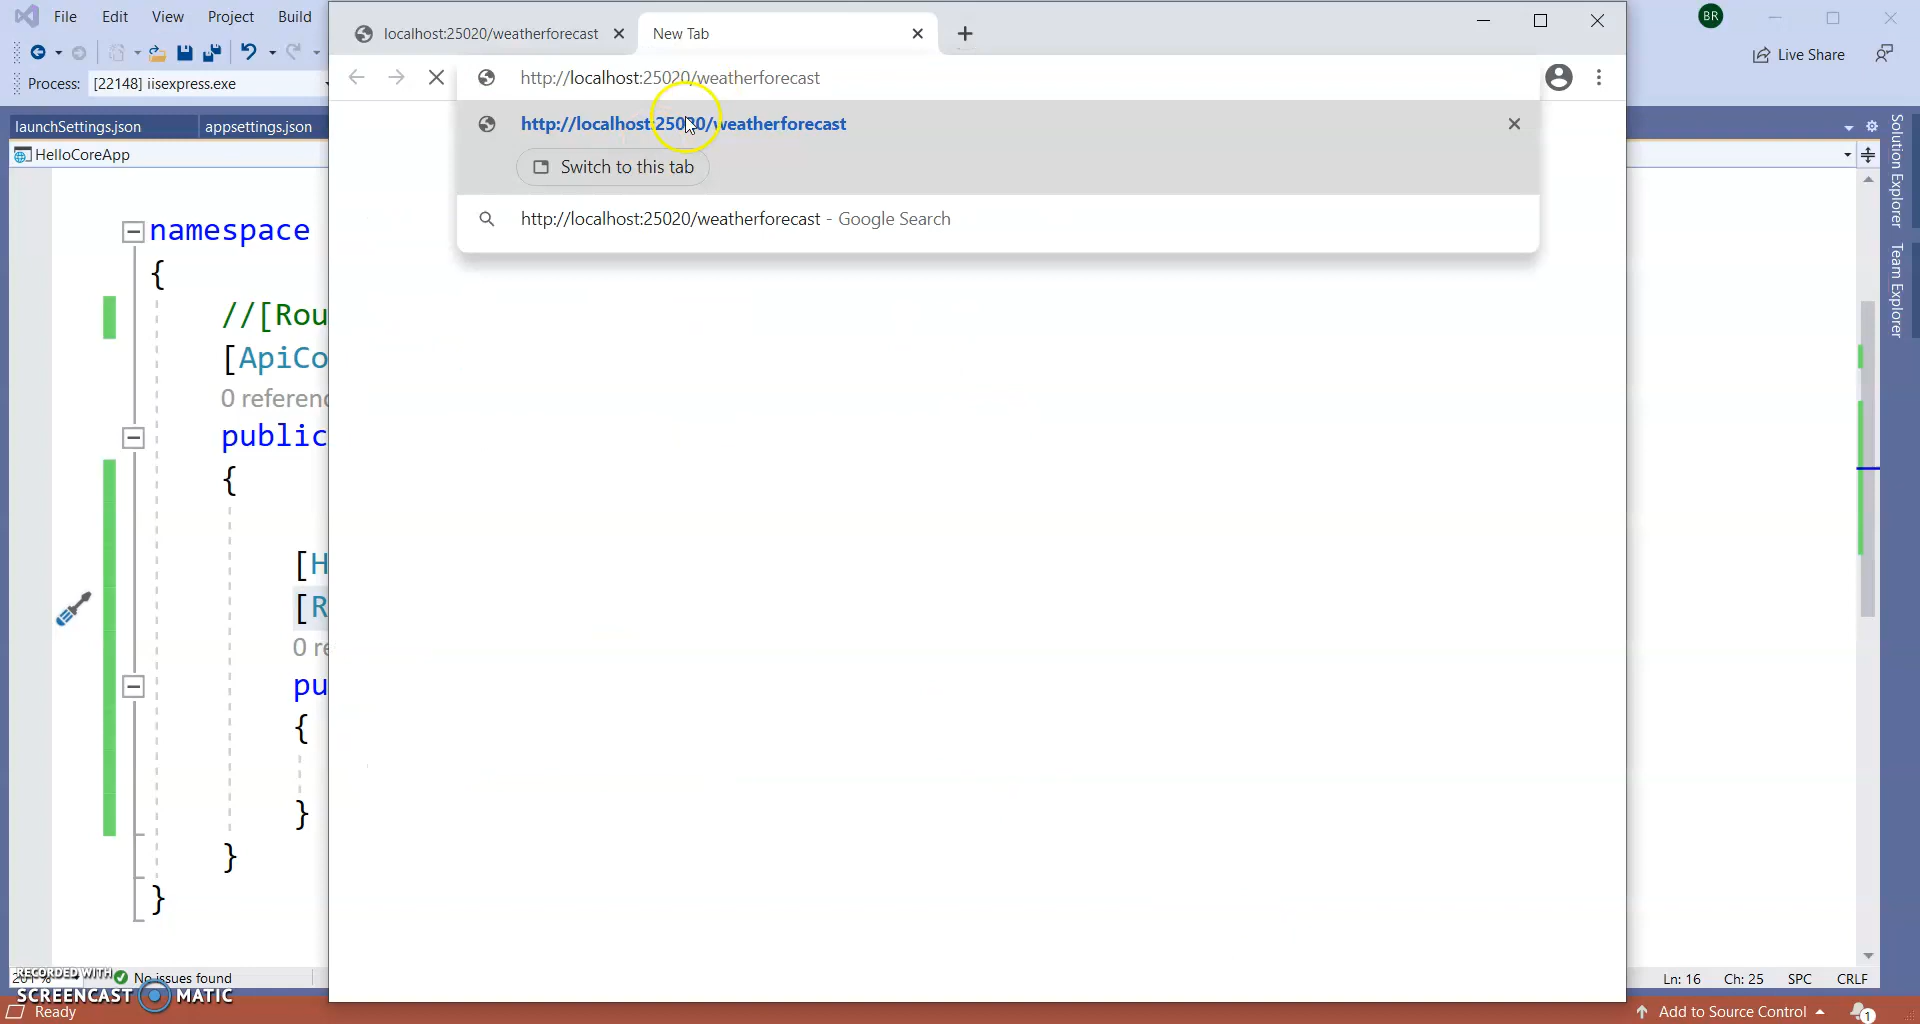 File Edit View Project Build
localhost:25020/weatherforecast
New Tab
BR
Live Share
Process: [22148] iisexpress.exe
http://localhost:25020/weatherforecast
launchSettings.json appsettings.json
http://localhost:25020/weatherforecast
HelloCoreApp
Switch to this tab
http://localhost:25020/weatherforecast - Google Search
Solution Explorer
Team Explorer
namespace
{
//[Rou
[ApiCo
0 referenc
public
{
[H
[R
0 re
pu
{
}
}
}
No issues found
Ln: 16 Ch: 25 SPC CRLF
RECORDED WITH
SCREENCAST MATIC
Ready
Add to Source Control
1